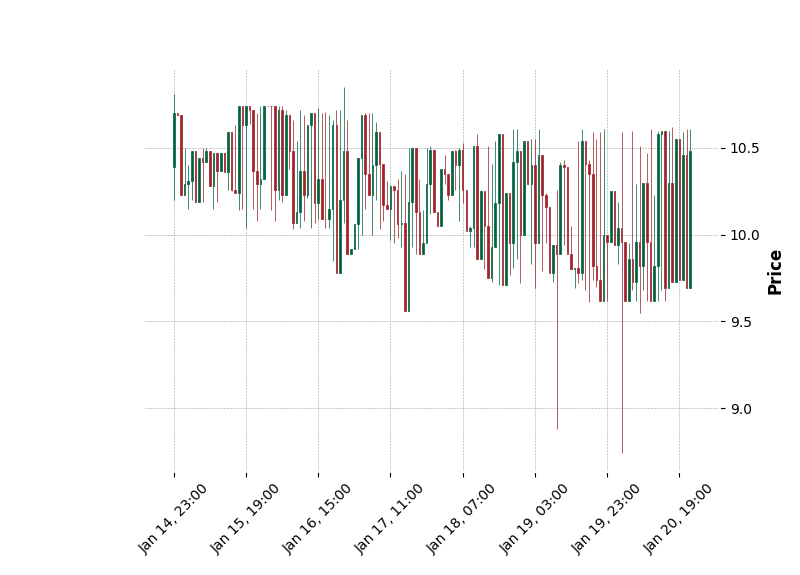 10.5
10.0
9.5
9.0
Price
Jan 14, 23:00
Jan 15, 19:00
Jan 16, 15:00
Jan 17, 11:00
Jan 18, 07:00
Jan 19, 03:00
Jan 19, 23:00
Jan 20, 19:00